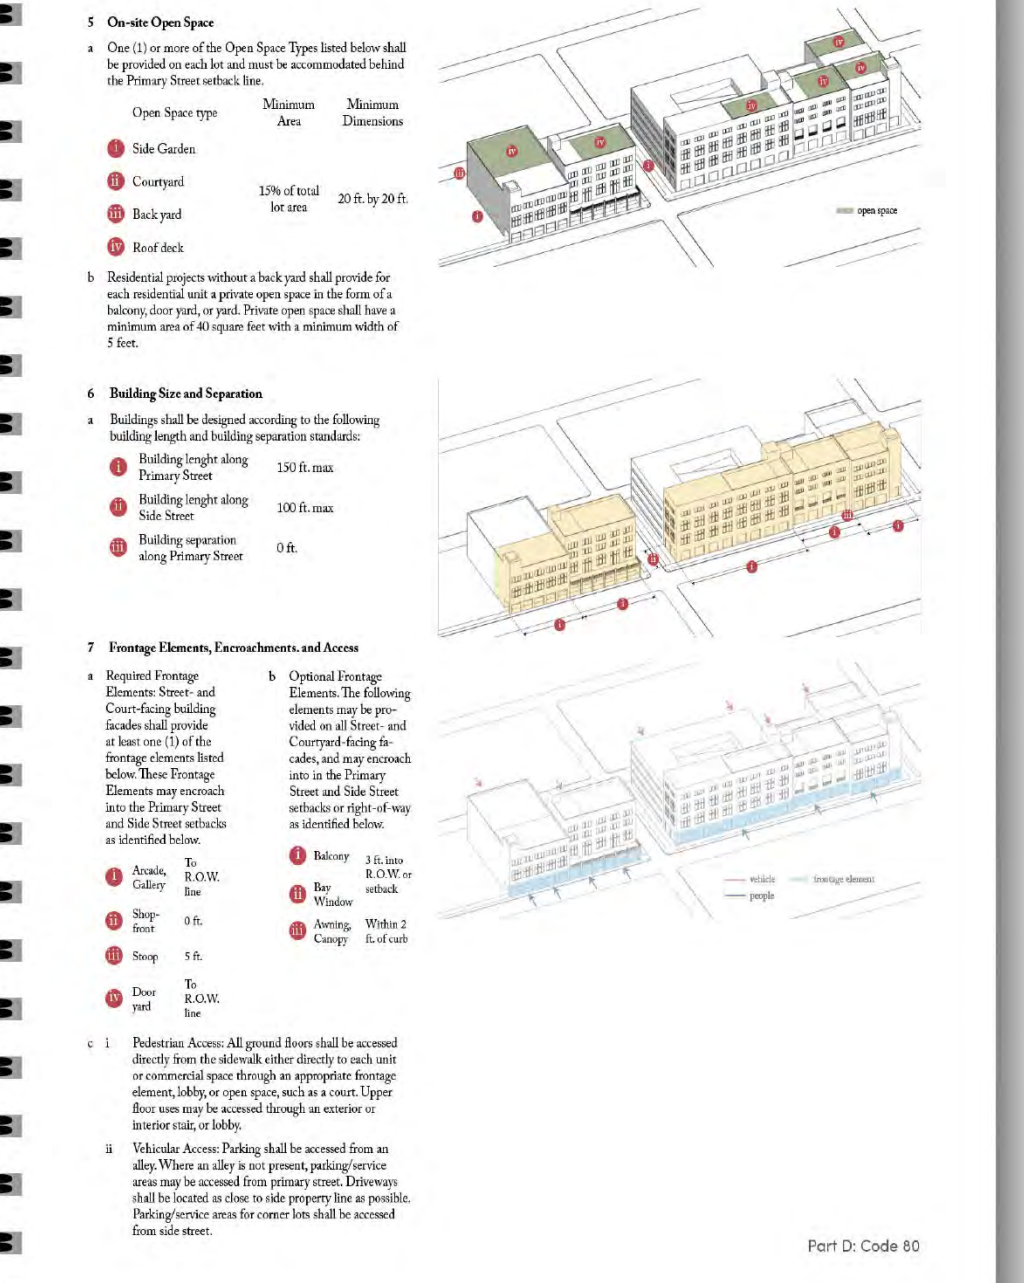 5 On-site Open Space
a One (1) or more of the Open Space Types listed below shall
be provided on each lot and must be accommodated behind
the Primary Street setback line.
Open Space type
Minimum
Area
Minimum
Dimensions
i Side Garden
ii Courtyard
iii Back yard
iv Roof deck
15% of total
lot area
20 ft. by 20 ft.
b Residential projects without a back yard shall provide for
each residential unit a private open space in the form of a
balcony, door yard, or yard. Private open space shall have a
minimum area of 40 square feet with a minimum width of
5 feet.
iv
iv
iv
iv
iv
iv
i
iii
i
open space
6 Building Size and Separation
a Buildings shall be designed according to the following
building length and building separation standards:
i Building lenght along
Primary Street
150 ft. max
ii Building lenght along
Side Street
100 ft. max
iii Building separation
along Primary Street
0 ft.
iii
i
i
ii
i
i
i
7 Frontage Elements, Encroachments. and Access
a Required Frontage
Elements: Street- and
Court-facing building
facades shall provide
at least one (1) of the
frontage elements listed
below. These Frontage
Elements may encroach
into the Primary Street
and Side Street setbacks
as identified below.
i Arcade,
Gallery
To
R.O.W.
line
ii Shop-
front
0 ft.
iii Stoop 5 ft.
iv Door
yard
To
R.O.W.
line
b Optional Frontage
Elements. The following
elements may be pro-
vided on all Street- and
Courtyard-facing fa-
cades, and may encroach
into in the Primary
Street and Side Street
setbacks or right-of-way
as identified below.
i Balcony
ii Bay
Window
3 ft. into
R.O.W. or
setback
iii Awning,
Canopy
Within 2
ft. of curb
vehicle
people
frontage element
c i Pedestrian Access: All ground floors shall be accessed
directly from the sidewalk either directly to each unit
or commercial space through an appropriate frontage
element, lobby, or open space, such as a court. Upper
floor uses may be accessed through an exterior or
interior stair, or lobby.
ii Vehicular Access: Parking shall be accessed from an
alley. Where an alley is not present, parking/service
areas may be accessed from primary street. Driveways
shall be located as close to side property line as possible.
Parking/service areas for corner lots shall be accessed
from side street.
Part D: Code 80